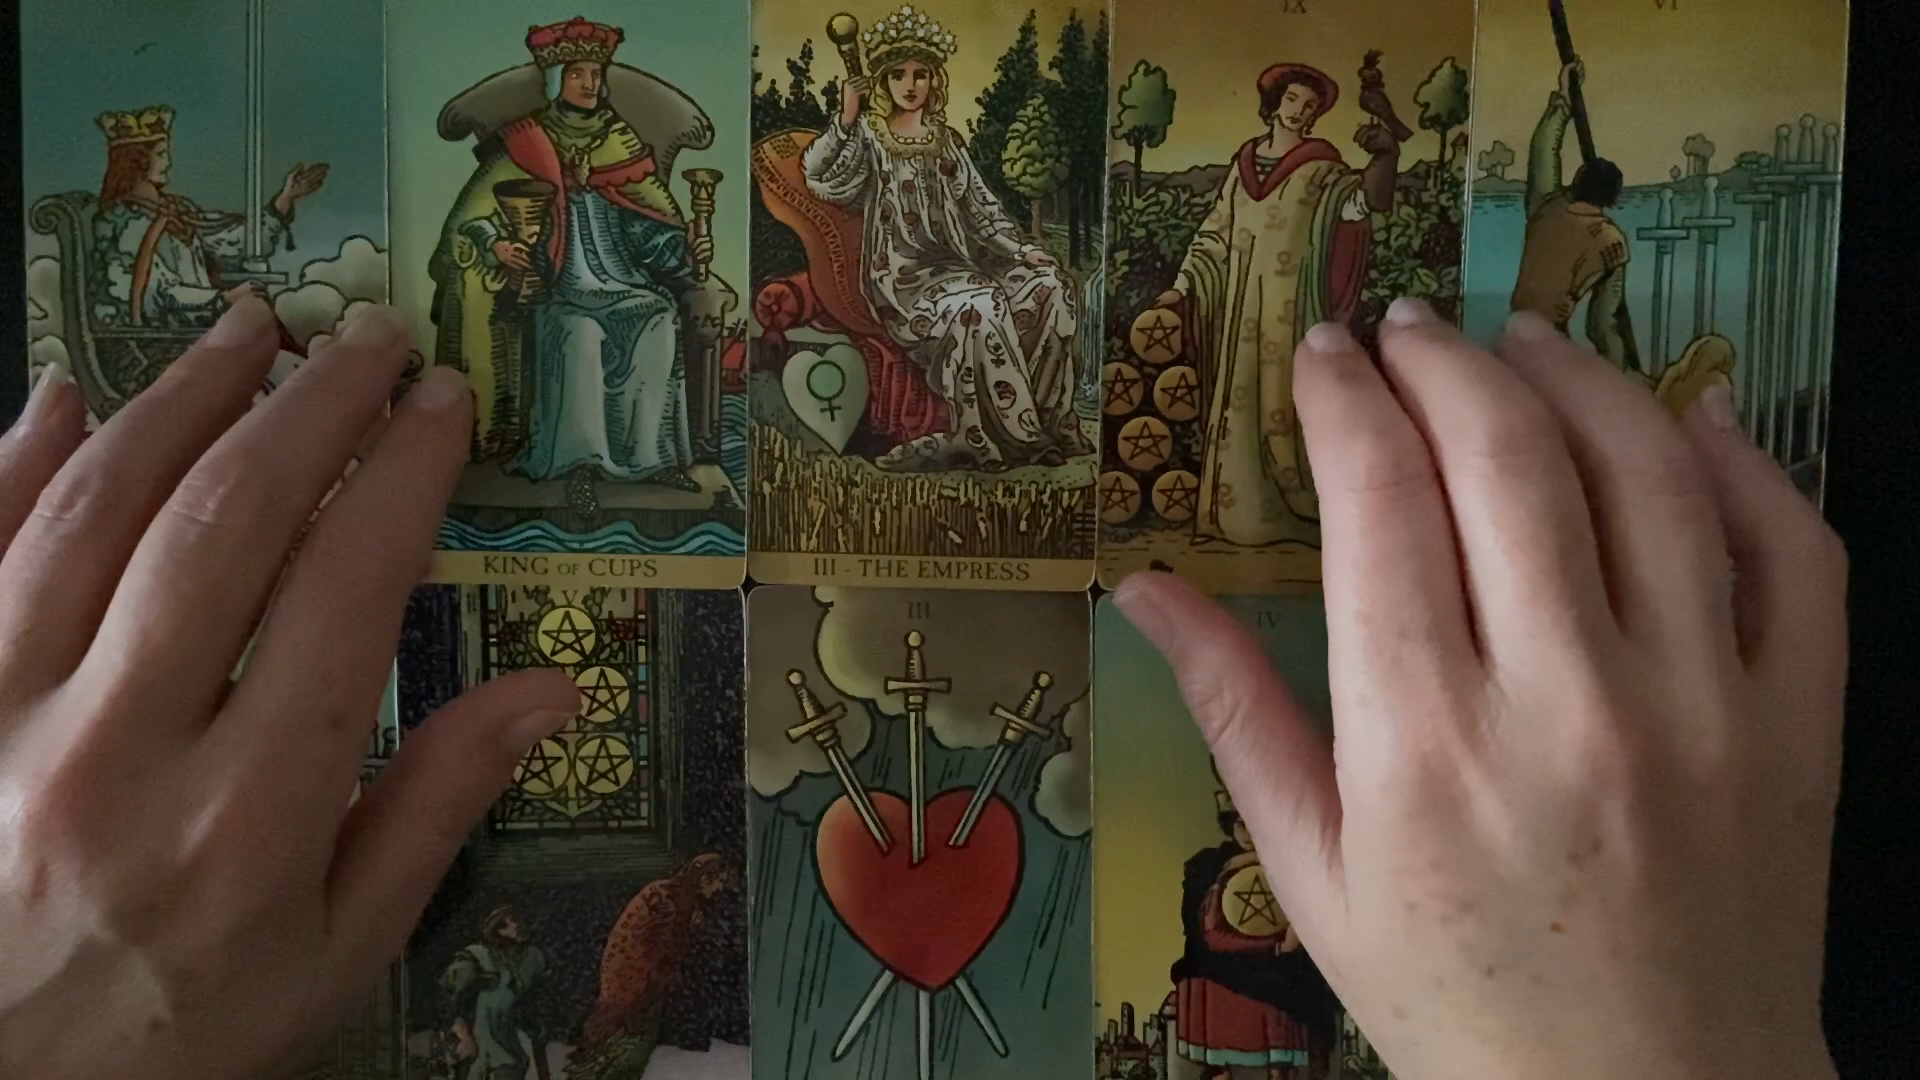 IX
VI
KING OF CUPS
III - THE EMPRESS
V
III
IV